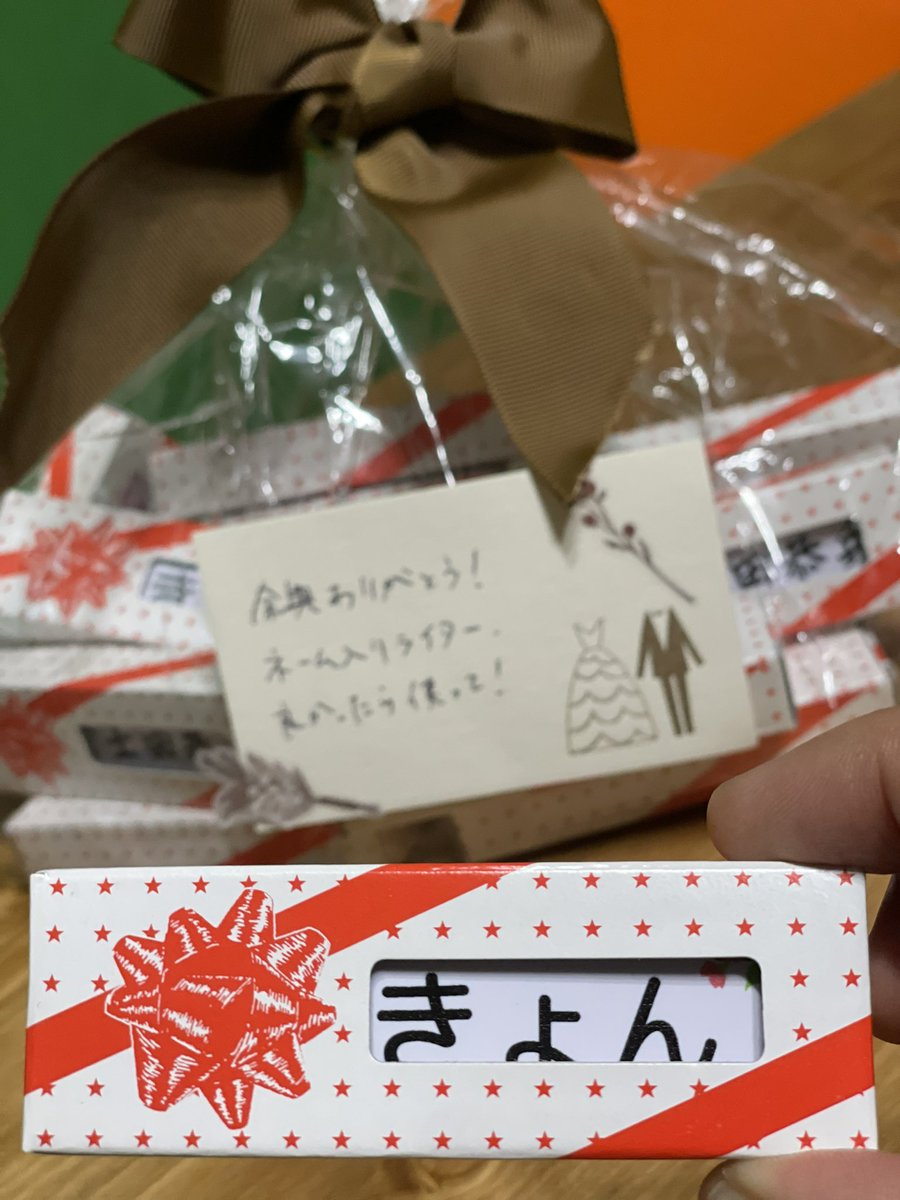 余興ありがとう!
ネーム入りライター、
良かったら使って!
きょん